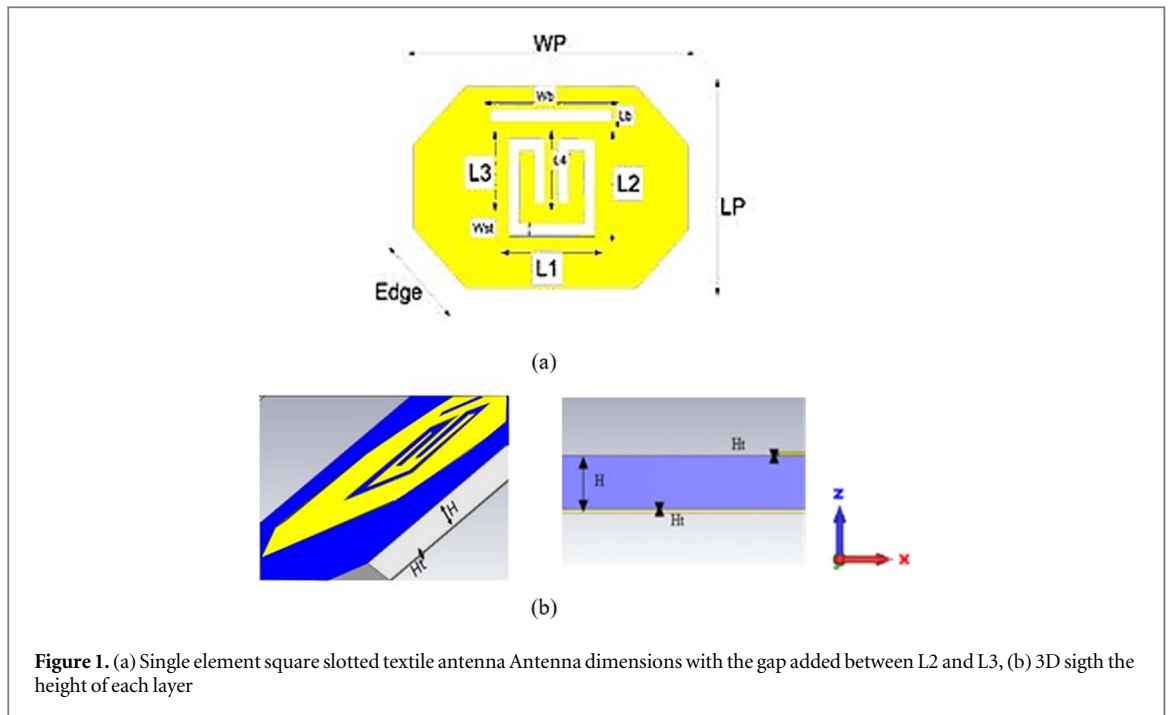 WP
Wb
Lb
L3
L4
L2
LP
Wst
L1
Edge
(a)
H
Ht
Ht
H
Ht
z
x
(b)
Figure 1. (a) Single element square slotted textile antenna Antenna dimensions with the gap added between L2 and L3, (b) 3D sigth the
height of each layer